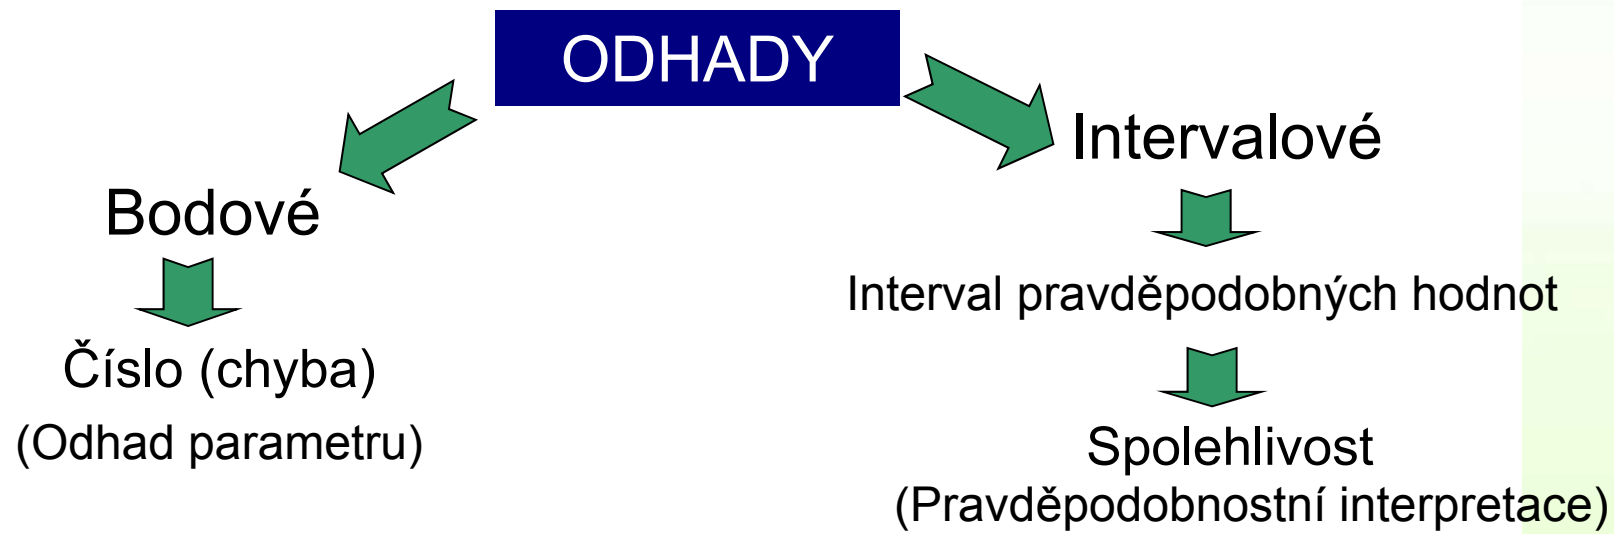 ODHADY
Bodové
Číslo (chyba)
(Odhad parametru)
Intervalové
Interval pravděpodobných hodnot
Spolehlivost
(Pravděpodobnostní interpretace)